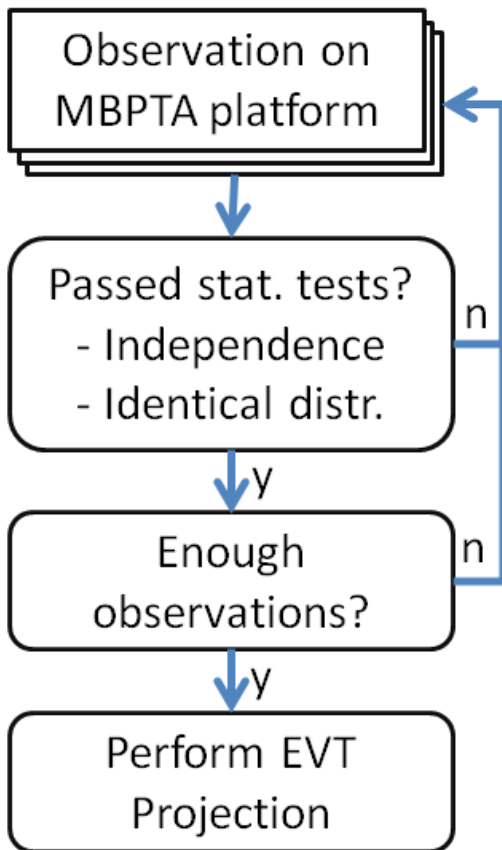 Observation on
MBPTA platform
Passed stat. tests?
- Independence
- Identical distr.
n
y
Enough
observations?
n
y
Perform EVT
Projection